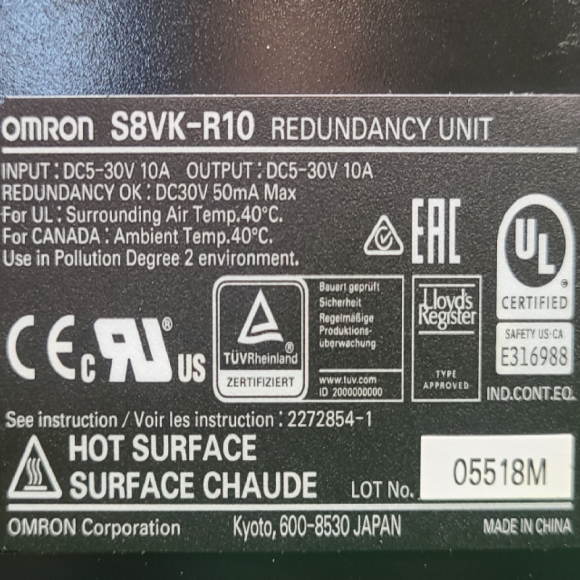 OMRON S8VK-R10 REDUNDANCY UNIT
INPUT : DC5-30V 10A OUTPUT : DC5-30V 10A
REDUNDANCY OK : DC30V 50mA Max
For UL : Surrounding Air Temp.40°C.
For CANADA : Ambient Temp.40°C.
Use in Pollution Degree 2 environment.
EAC
UL
CERTIFIED
SAFETY US-CA
E316988
IND.CONT.EQ.
CE
c RU ® US
TÜVRheinland
ZERTIFIZIERT
Bauart geprüft
Sicherheit
Regelmäßige
Produktions-
überwachung
www.tuv.com
ID 2000000000
Lloyd's
Register
TYPE
APPROVED
See instruction / Voir les instruction : 2272854-1
HOT SURFACE
SURFACE CHAUDE
LOT No. 05518M
OMRON Corporation Kyoto, 600-8530 JAPAN MADE IN CHINA